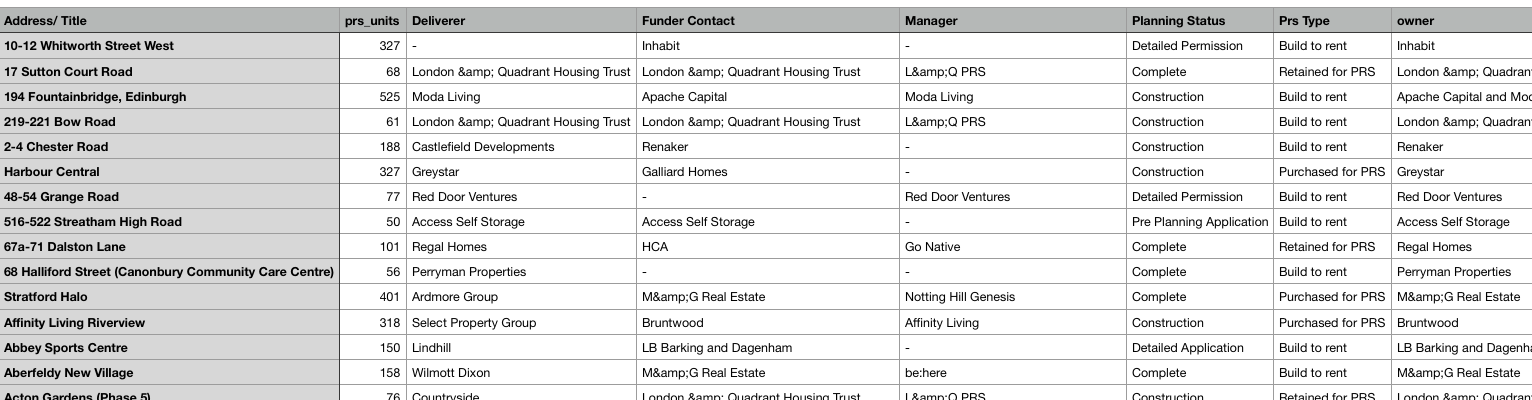 Address/ Title prs_units Deliverer Funder Contact Manager Planning Status Prs Type owner
10-12 Whitworth Street West 327 - Inhabit - Detailed Permission Build to rent Inhabit
17 Sutton Court Road 68 London &amp; Quadrant Housing Trust London &amp; Quadrant Housing Trust L&amp;Q PRS Complete Retained for PRS London &amp; Quadran
194 Fountainbridge, Edinburgh 525 Moda Living Apache Capital Moda Living Construction Build to rent Apache Capital and Moc
219-221 Bow Road 61 London &amp; Quadrant Housing Trust London &amp; Quadrant Housing Trust L&amp;Q PRS Construction Build to rent London &amp; Quadran
2-4 Chester Road 188 Castlefield Developments Renaker - Construction Build to rent Renaker
Harbour Central 327 Greystar Galliard Homes - Construction Purchased for PRS Greystar
48-54 Grange Road 77 Red Door Ventures - Red Door Ventures Detailed Permission Build to rent Red Door Ventures
516-522 Streatham High Road 50 Access Self Storage Access Self Storage - Pre Planning Application Build to rent Access Self Storage
67a-71 Dalston Lane 101 Regal Homes HCA Go Native Complete Retained for PRS Regal Homes
68 Halliford Street (Canonbury Community Care Centre) 56 Perryman Properties - - Complete Build to rent Perryman Properties
Stratford Halo 401 Ardmore Group M&amp;G Real Estate Notting Hill Genesis Complete Purchased for PRS M&amp;G Real Estate
Affinity Living Riverview 318 Select Property Group Bruntwood Affinity Living Construction Purchased for PRS Bruntwood
Abbey Sports Centre 150 Lindhill LB Barking and Dagenham - Detailed Application Build to rent LB Barking and Dagenh
Aberfeldy New Village 158 Wilmott Dixon M&amp;G Real Estate be:here Complete Build to rent M&amp;G Real Estate
Acton Gardens (Phase 5) 76 Countryside London &amp; Quadrant Housing Trust L&amp;Q PRS Construction Retained for PRS London &amp; Quadran